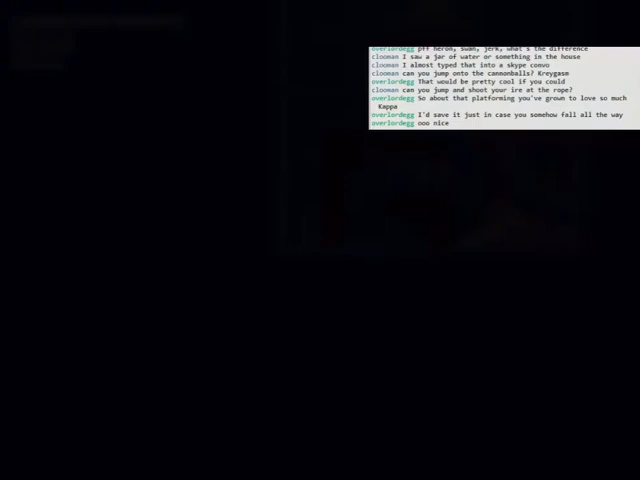 overlordegg pff heron, swan, jerk, what's the difference
clooman I saw a jar of water or something in the house
clooman I almost typed that into a skype convo
clooman can you jump onto the cannonballs? Kreygasm
overlordegg That would be pretty cool if you could
clooman can you jump and shoot your ire at the rope?
overlordegg So about that platforming you've grown to love so much
Kappa
overlordegg I'd save it just in case you somehow fall all the way
overlordegg ooo nice